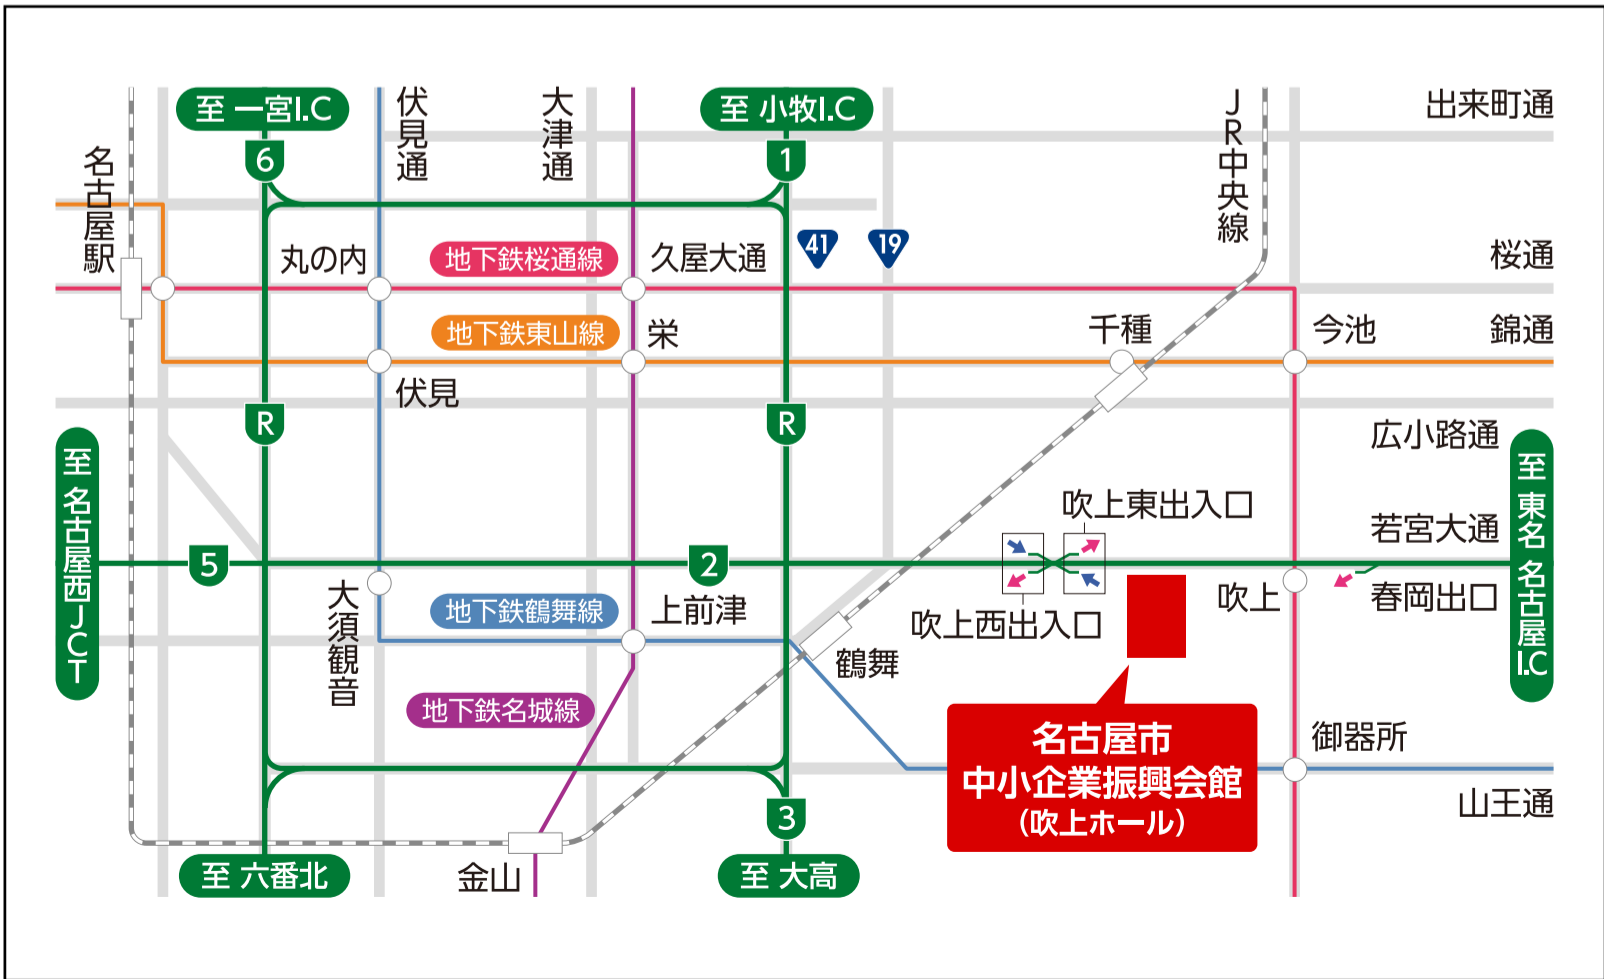 至 一宮I.C
伏見通
大津通
至 小牧I.C
JR中央線
出来町通
名古屋駅
6
1
丸の内
地下鉄桜通線
久屋大通
41
19
桜通
地下鉄東山線
栄
千種
今池
錦通
伏見
R
R
広小路通
至 名古屋西JCT
至 東名 名古屋I.C
吹上東出入口
若宮大通
5
2
大須観音
地下鉄鶴舞線
上前津
吹上西出入口
吹上
春岡出口
鶴舞
地下鉄名城線
名古屋市
中小企業振興会館
(吹上ホール)
御器所
山王通
3
至 六番北
金山
至 大高